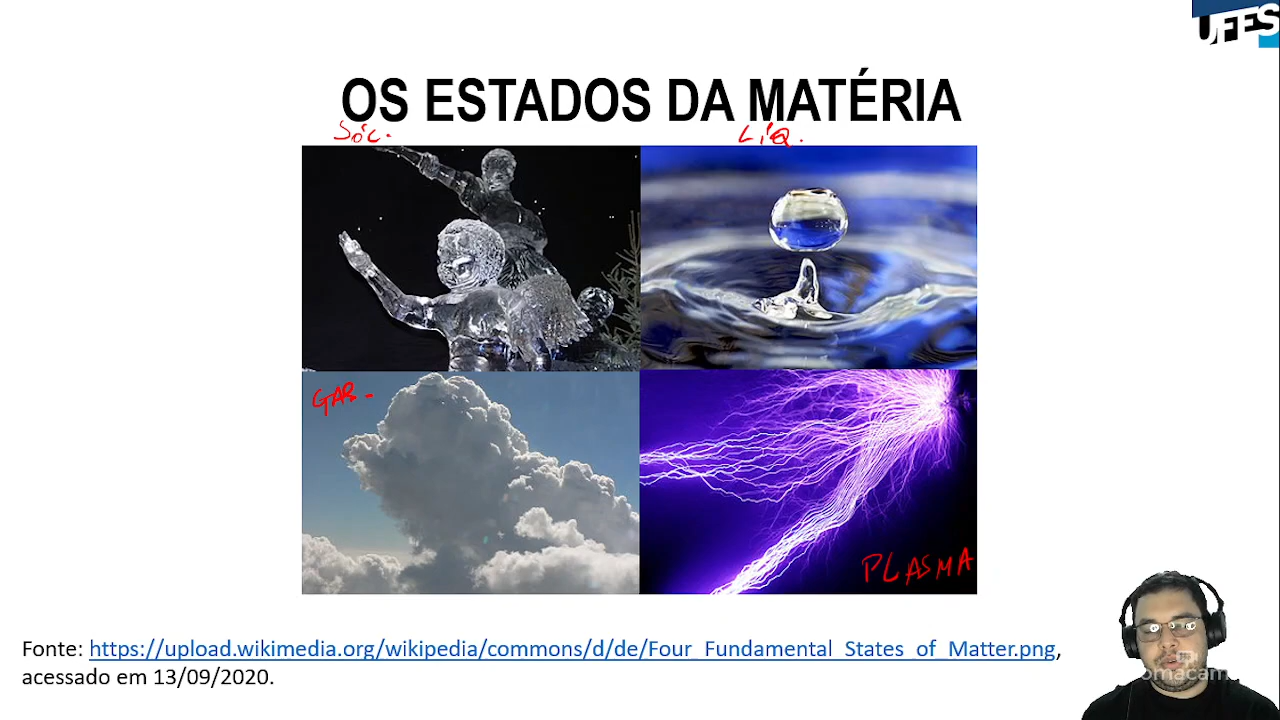 UFES
OS ESTADOS DA MATÉRIA
SÓL.
LÍQ.
GAS.
PLASMA
Fonte: https://upload.wikimedia.org/wikipedia/commons/d/de/Four_Fundamental_States_of_Matter.png,
acessado em 13/09/2020.